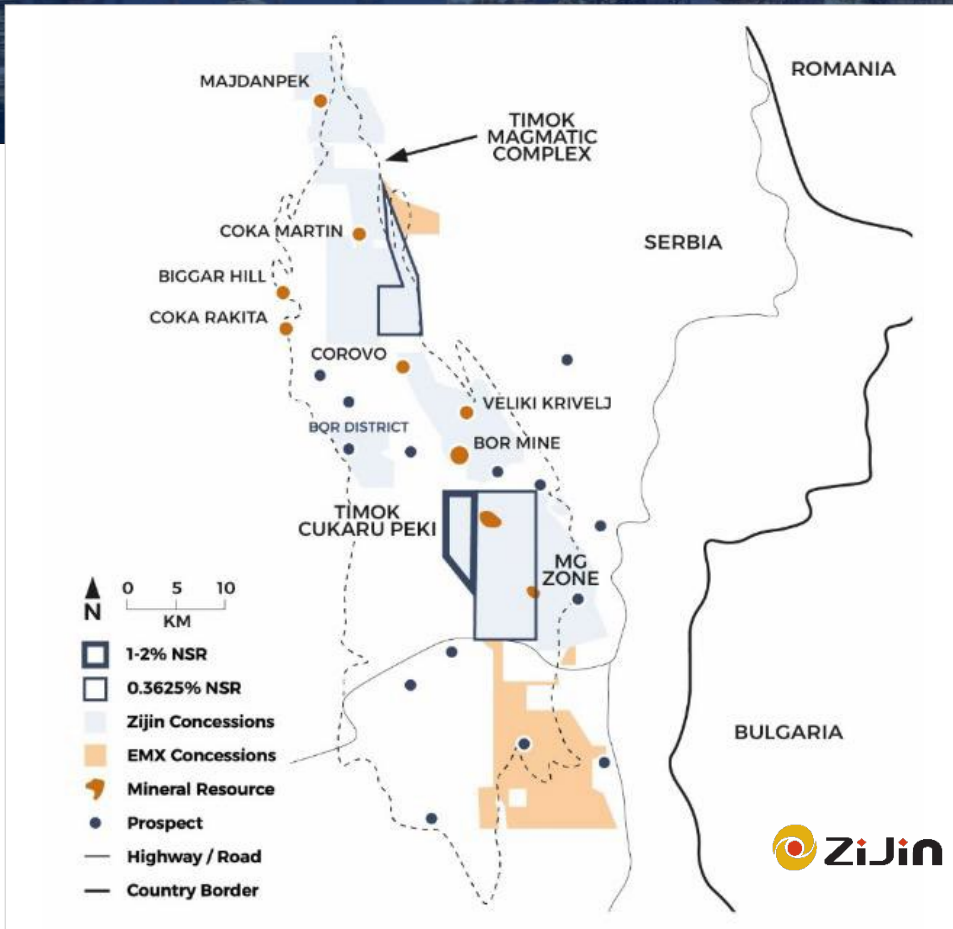 ROMANIA
MAJDANPEK
TIMOK
MAGMATIC
COMPLEX
COKA MARTIN
SERBIA
BIGGAR HILL
COKA RAKITA
COROVO
VELIKI KRIVELJ
BOR DISTRICT
BOR MINE
TIMOK
CUKARU PEKI
MG
ZONE
N
0 5 10
KM
1-2% NSR
0.3625% NSR
Zijin Concessions
EMX Concessions
Mineral Resource
Prospect
Highway / Road
Country Border
BULGARIA
ZiJin